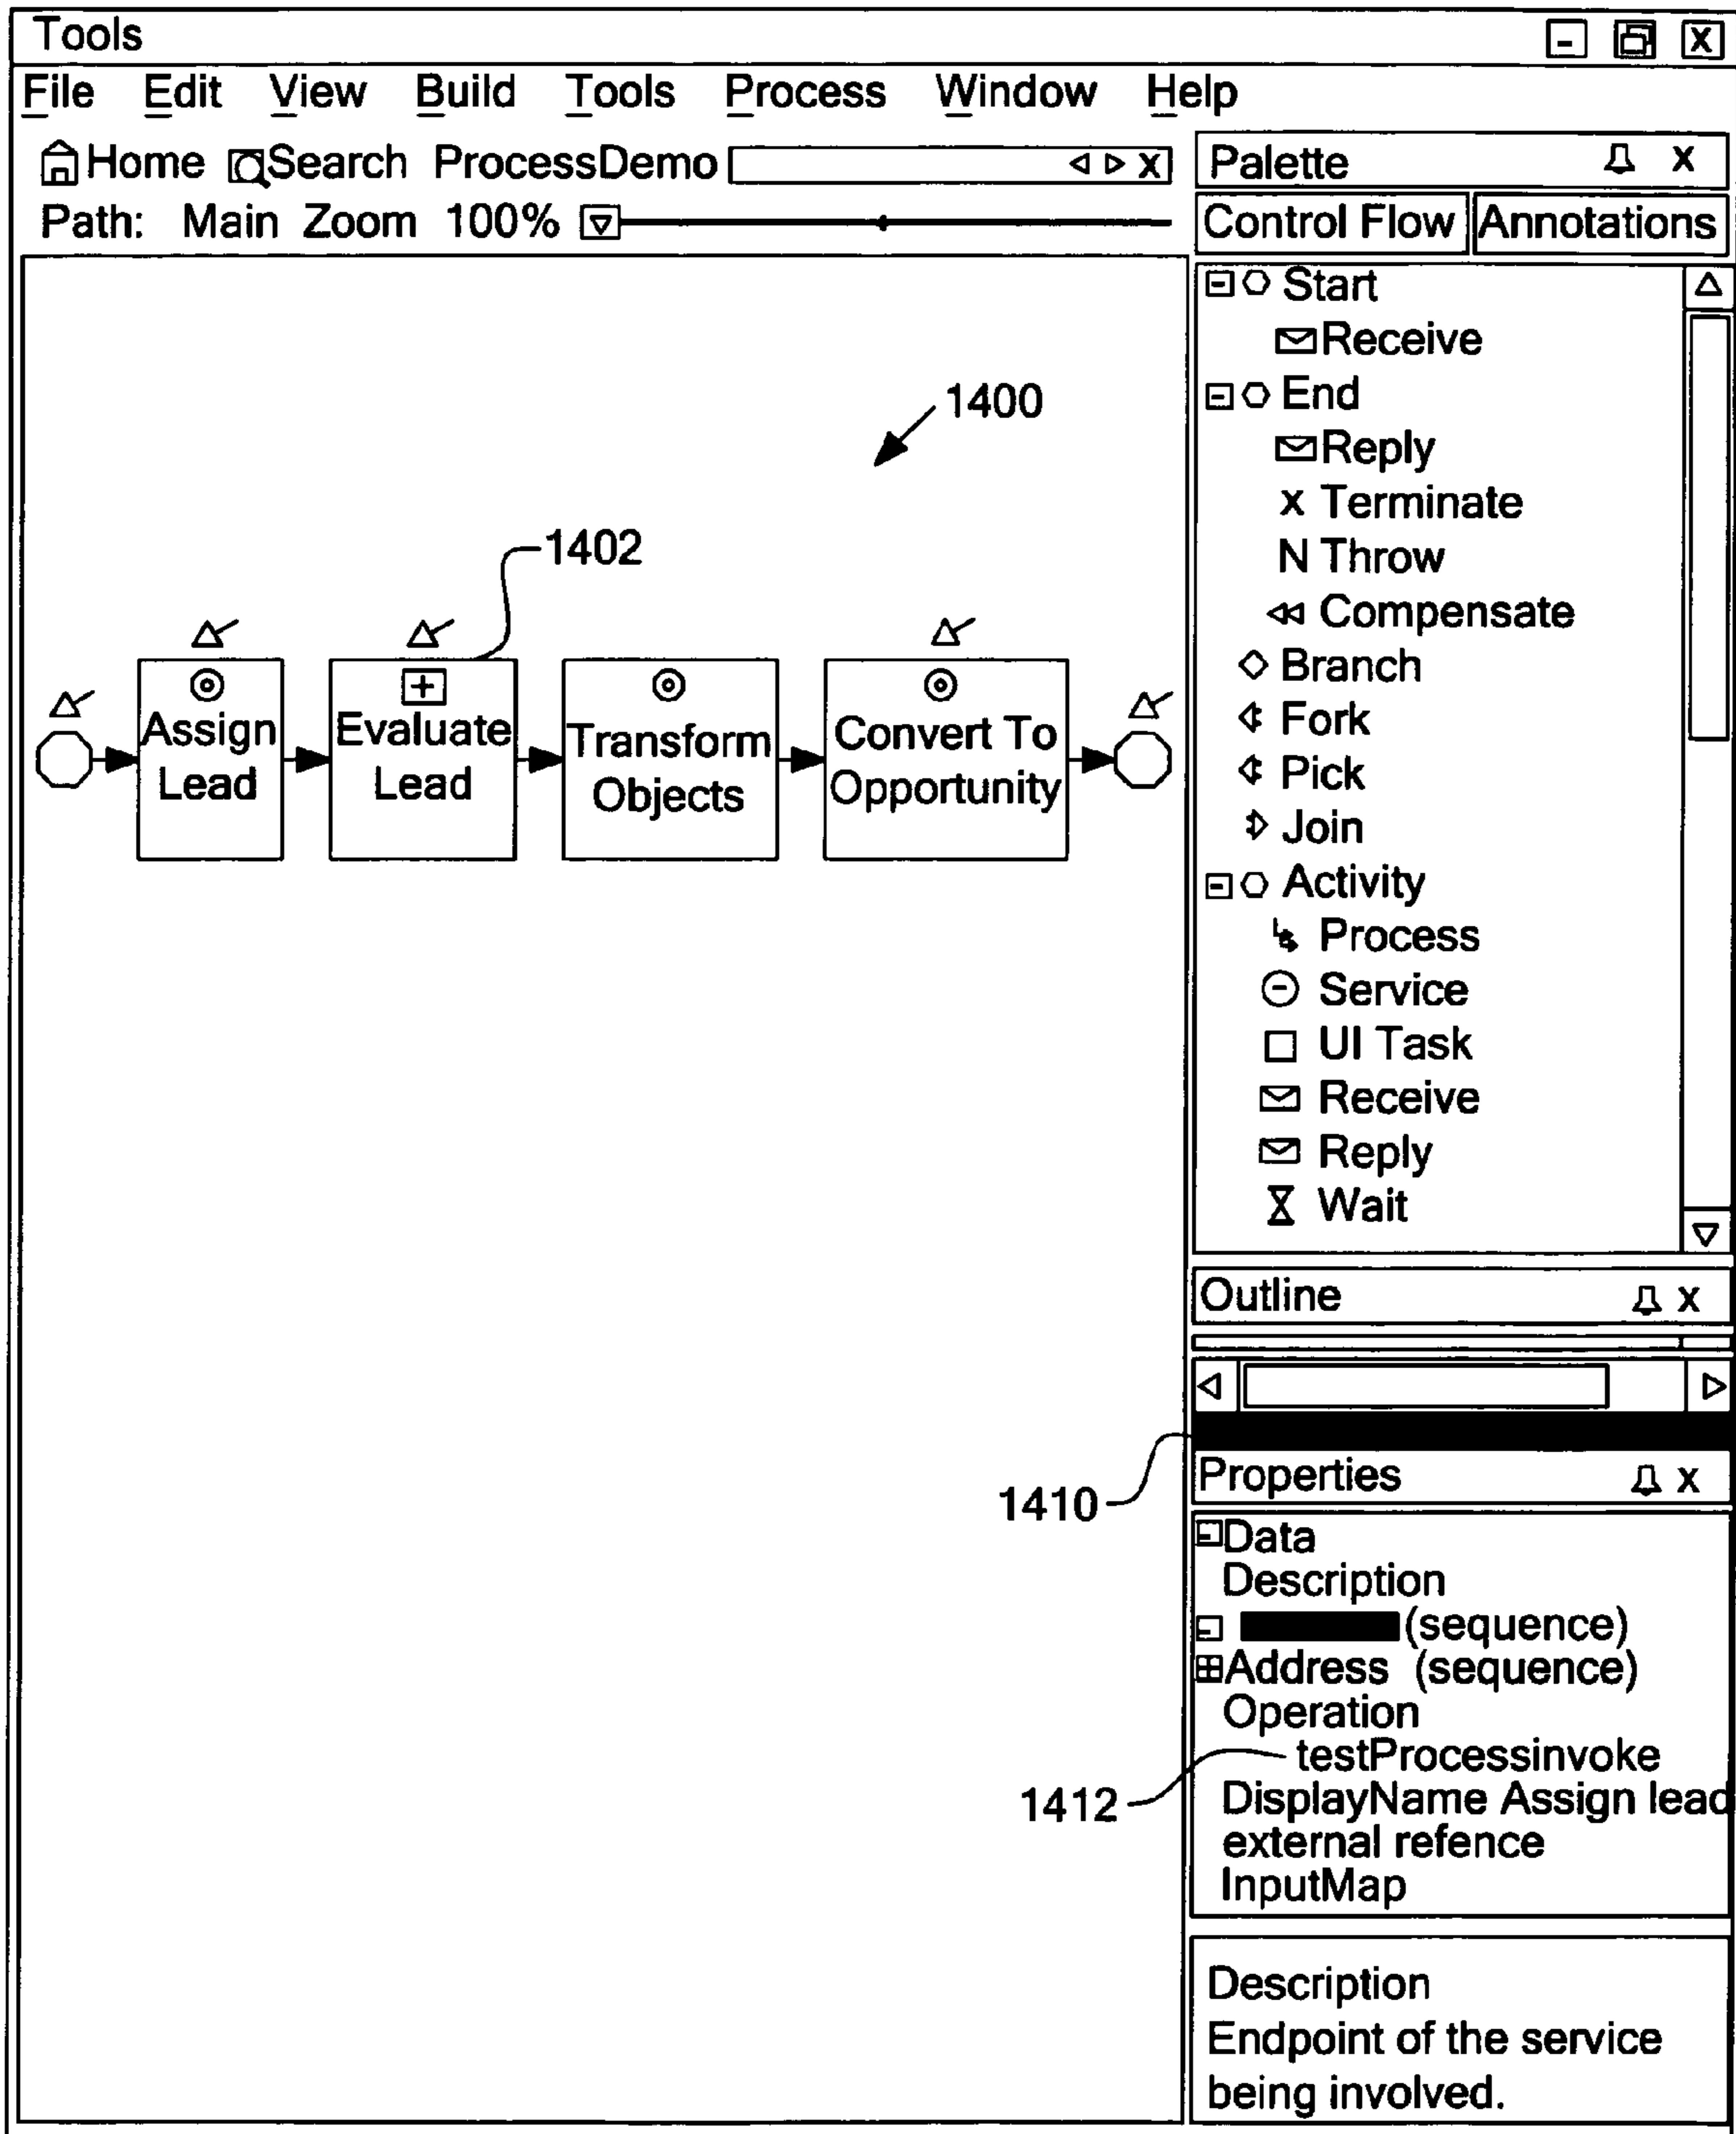 Tools
File Edit View Build Tools Process Window Help
Home Search ProcessDemo
Path: Main Zoom 100%
1400
1402
Assign
Lead
Evaluate
Lead
Transform
Objects
Convert To
Opportunity
Palette X
Control Flow Annotations
Start
Receive
End
Reply
X Terminate
N Throw
Compensate
Branch
Fork
Pick
Join
Activity
Process
Service
UI Task
Receive
Reply
Wait
Outline X
1410
Properties X
Data
Description
(sequence)
Address (sequence)
Operation
testProcessinvoke
1412
DisplayName Assign lead
external refence
InputMap
Description
Endpoint of the service
being involved.